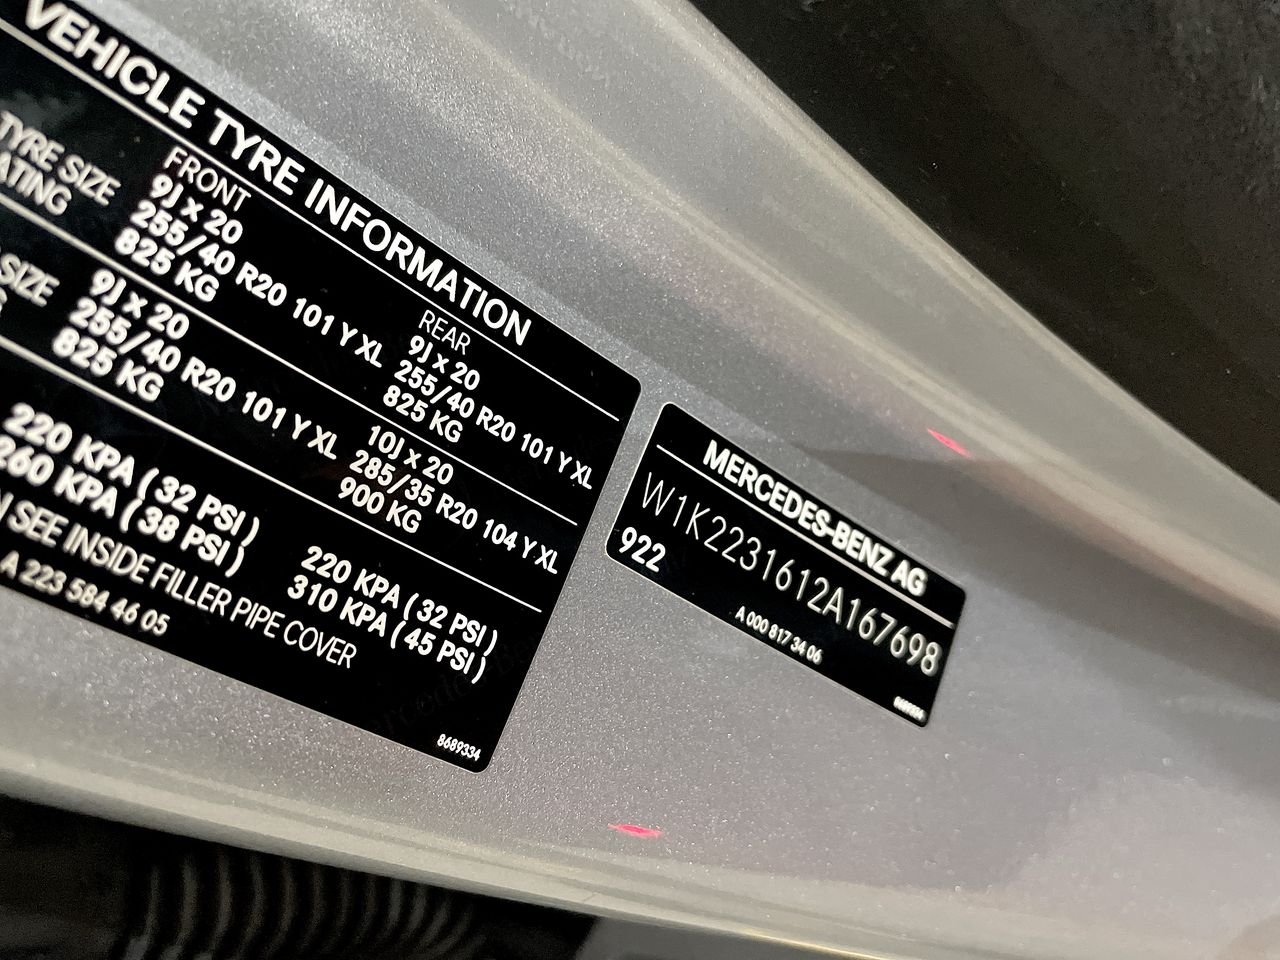 VEHICLE TYRE INFORMATION
FRONT REAR
TYRE SIZE 9J x 20 9J x 20
255/40 R20 101 Y XL 255/40 R20 101 Y XL
825 KG 825 KG
SIZE 9J x 20 10J x 20
255/40 R20 101 Y XL 285/35 R20 104 Y XL
825 KG 900 KG
220 KPA ( 32 PSI ) 220 KPA ( 32 PSI )
260 KPA ( 38 PSI ) 310 KPA ( 45 PSI )
SEE INSIDE FILLER PIPE COVER
A 223 584 46 05
8689334
MERCEDES-BENZ AG
W1K2231612A167698
922
A 000 817 34 06